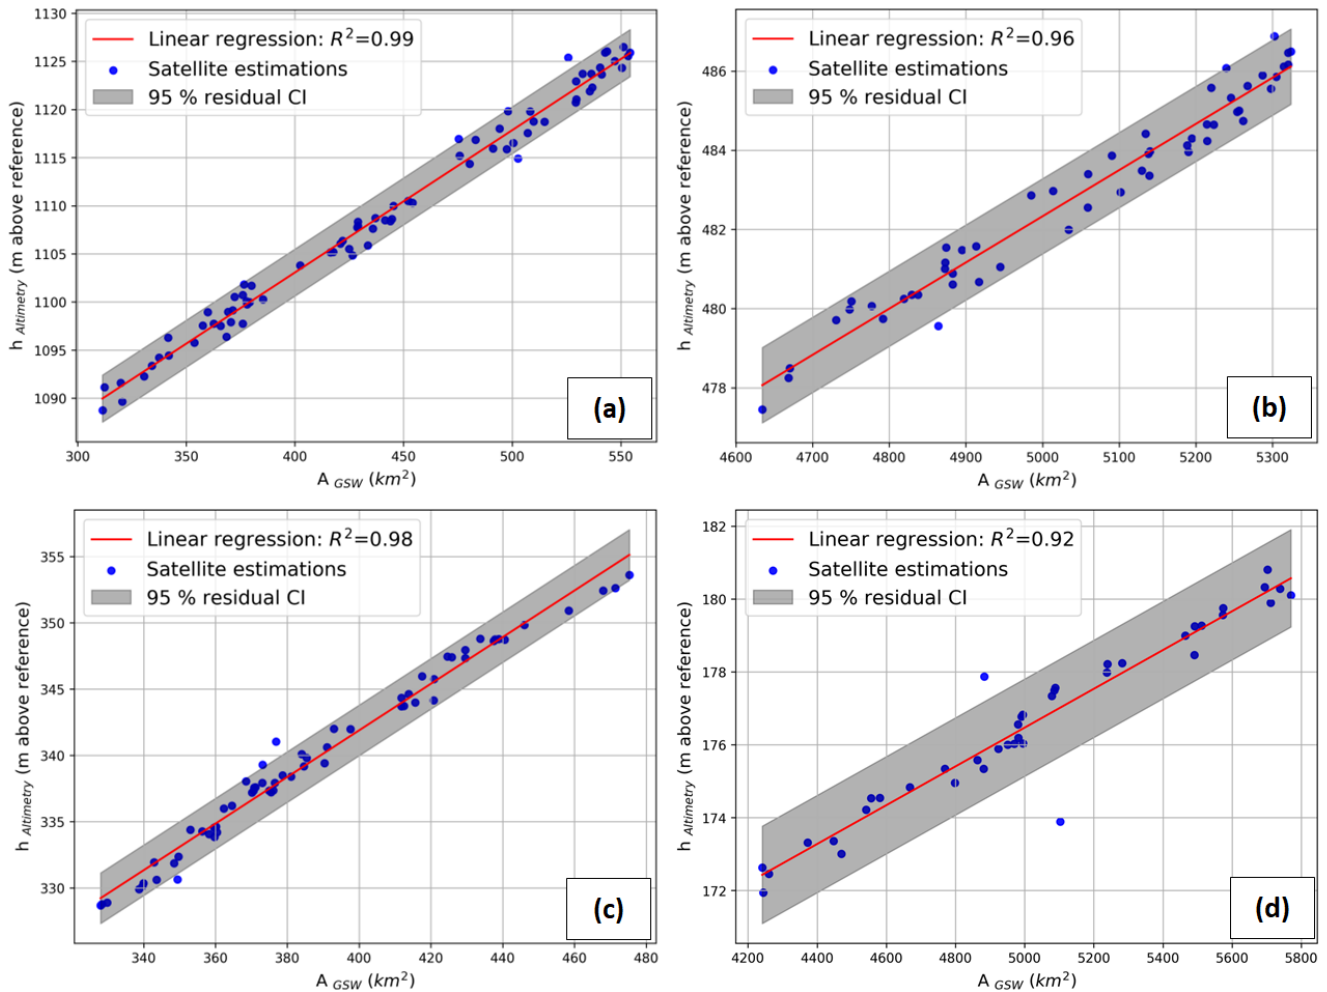 Linear regression: R²=0.99
Satellite estimations
95 % residual CI
1130
1125
1120
1115
1110
1105
1100
1095
1090
h Altimetry (m above reference)
300 350 400 450 500 550
A GSW (km²)
(a)
Linear regression: R²=0.96
Satellite estimations
95 % residual CI
486
484
482
480
478
h Altimetry (m above reference)
4600 4700 4800 4900 5000 5100 5200 5300
A GSW (km²)
(b)
Linear regression: R²=0.98
Satellite estimations
95 % residual CI
355
350
345
340
335
330
h Altimetry (m above reference)
340 360 380 400 420 440 460 480
A GSW (km²)
(c)
Linear regression: R²=0.92
Satellite estimations
95 % residual CI
182
180
178
176
174
172
h Altimetry (m above reference)
4200 4400 4600 4800 5000 5200 5400 5600 5800
A GSW (km²)
(d)